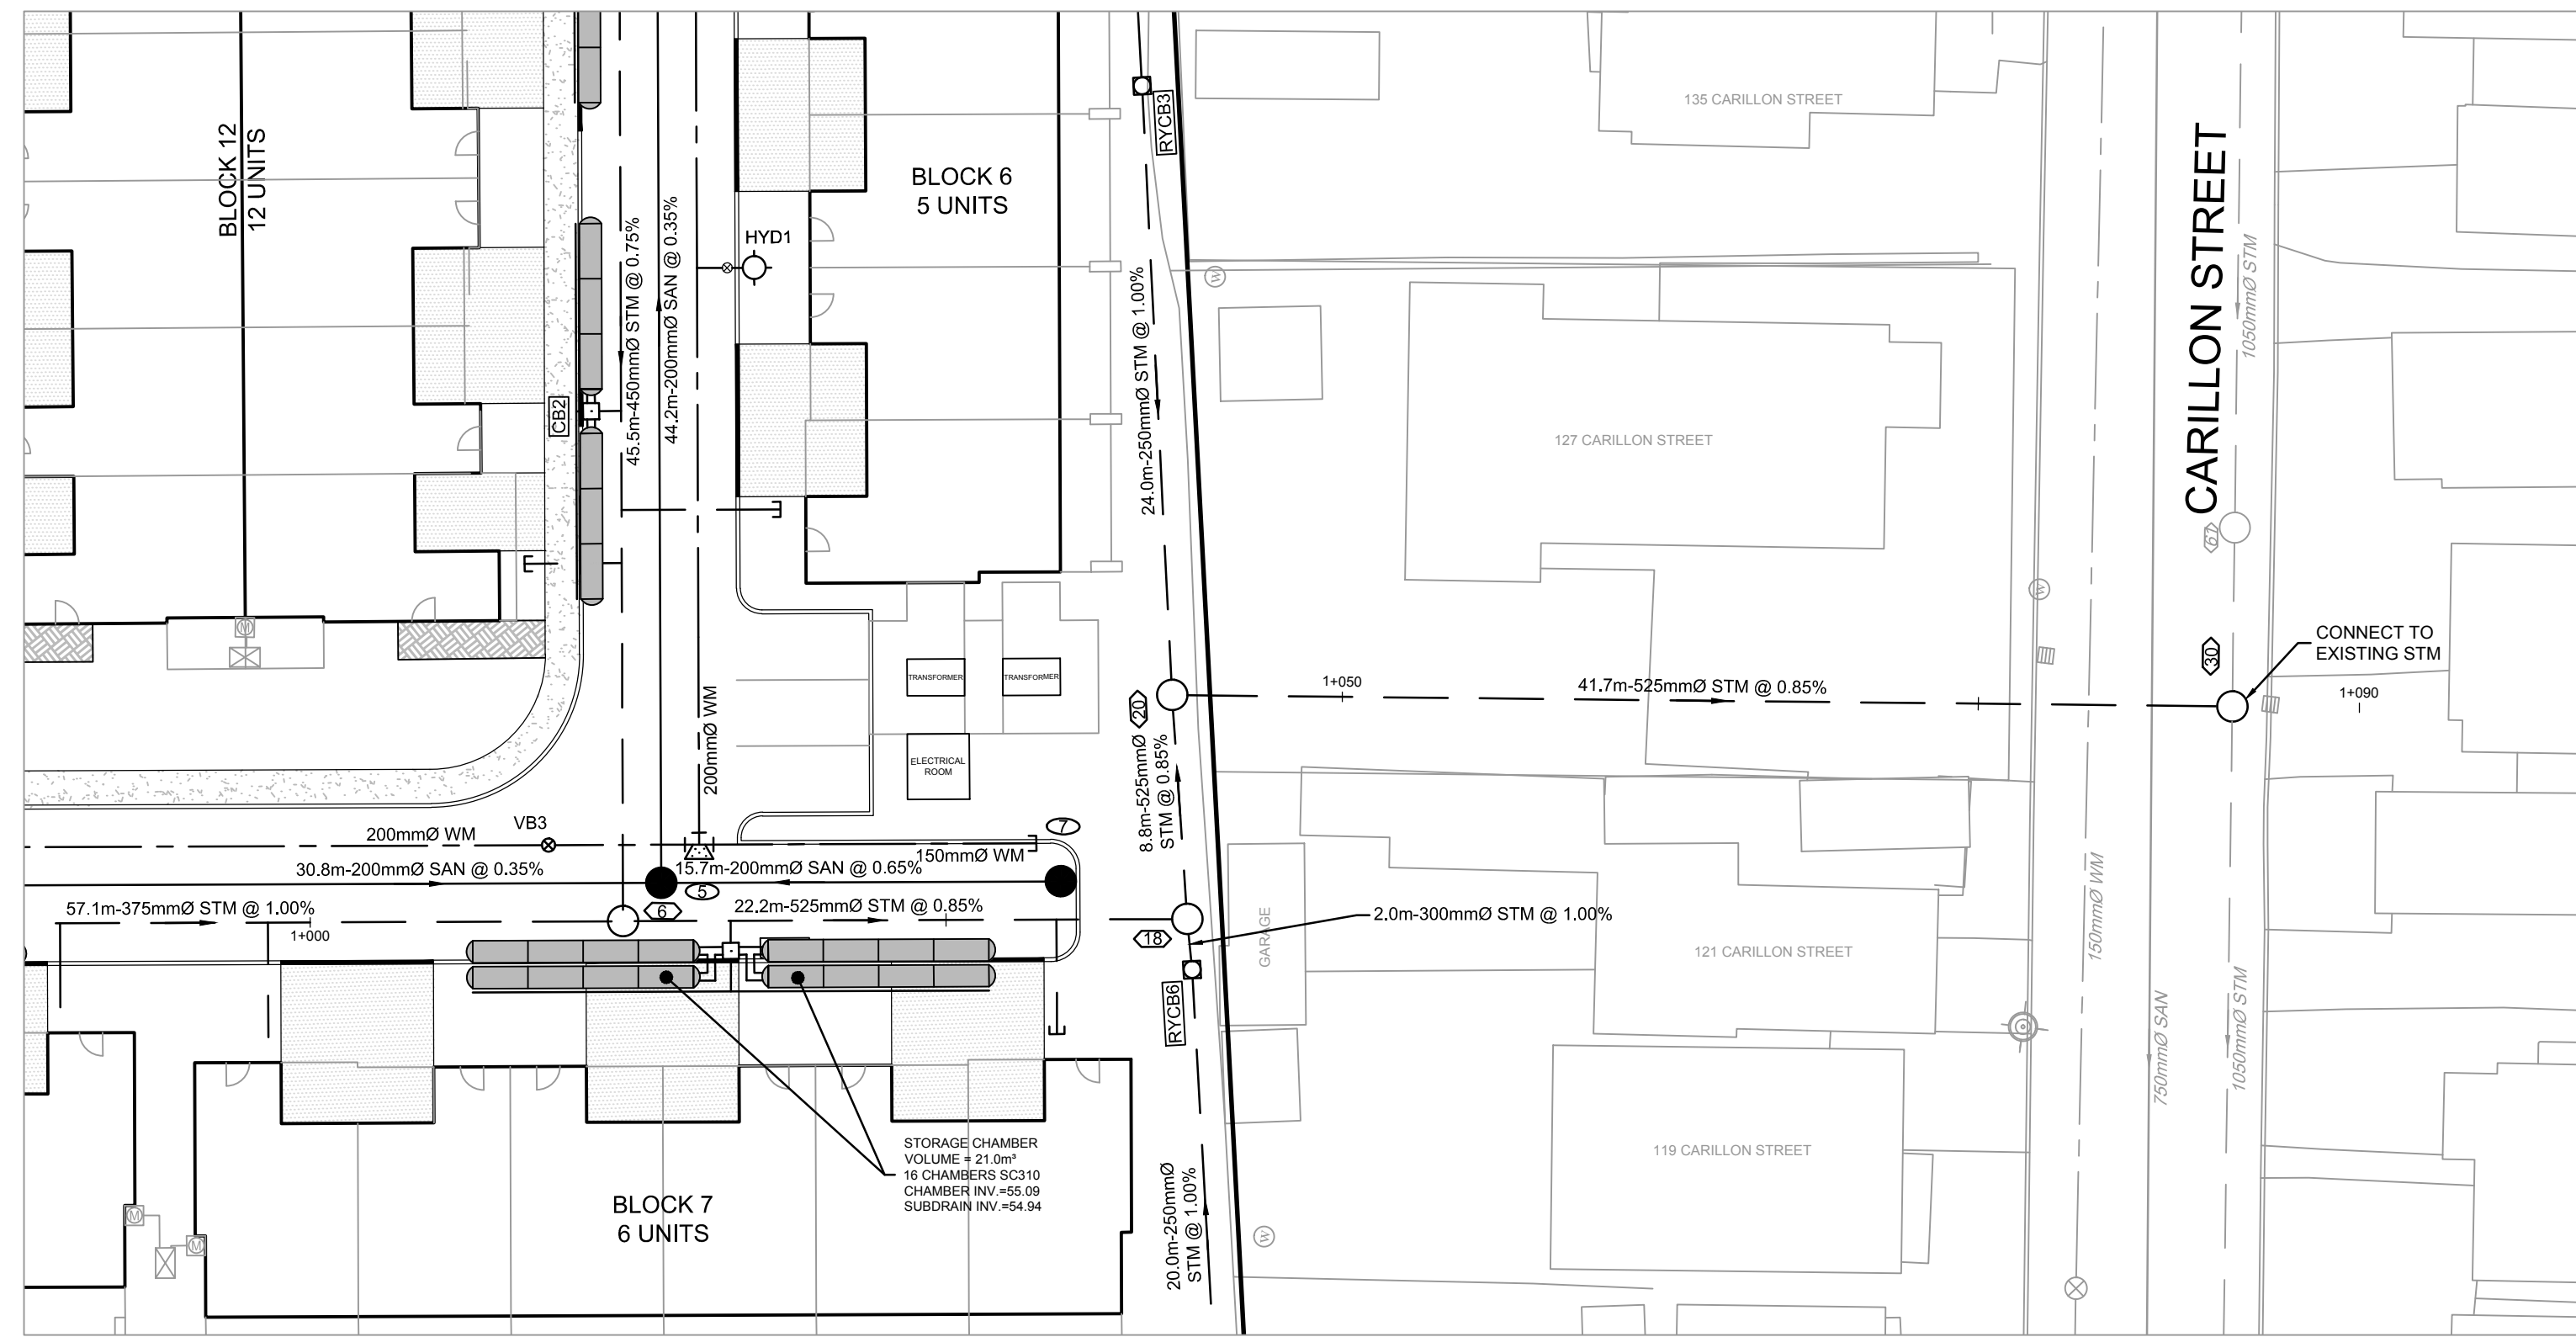 BLOCK 12
12 UNITS
CB2
45.5m-450mmØ STM @ 0.75%
44.2m-200mmØ SAN @ 0.35%
HYD1
BLOCK 6
5 UNITS
RYCB3
24.0m-250mmØ STM @ 1.00%
135 CARILLON STREET
W
127 CARILLON STREET
CARILLON STREET
1050mmØ STM
61
W
30
CONNECT TO
EXISTING STM
M
TRANSFORMER
TRANSFORMER
ELECTRICAL
ROOM
200mmØ WM
20
8.8m-525mmØ
STM @ 0.85%
1+050
41.7m-525mmØ STM @ 0.85%
1+090
200mmØ WM
VB3
30.8m-200mmØ SAN @ 0.35%
15.7m-200mmØ SAN @ 0.65%
150mmØ WM
7
5
6
57.1m-375mmØ STM @ 1.00%
1+000
22.2m-525mmØ STM @ 0.85%
18
2.0m-300mmØ STM @ 1.00%
GARAGE
RYCB6
121 CARILLON STREET
150mmØ WM
750mmØ SAN
1050mmØ STM
STORAGE CHAMBER
VOLUME = 21.0m³
16 CHAMBERS SC310
CHAMBER INV.=55.09
SUBDRAIN INV.=54.94
119 CARILLON STREET
BLOCK 7
6 UNITS
M
M
20.0m-250mmØ
STM @ 1.00%
W